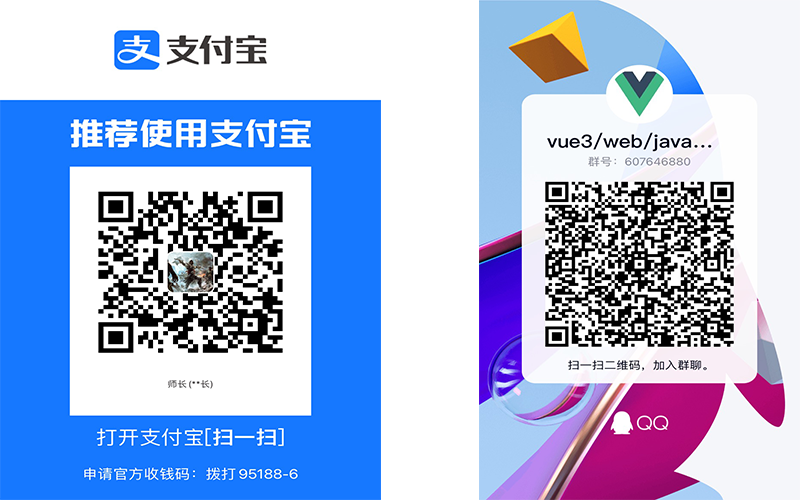 支付宝
推荐使用支付宝
师长 (**长)
打开支付宝[扫一扫]
申请官方收钱码：拨打 95188-6
vue3/web/java...
群号：607646880
扫一扫二维码，加入群聊。
QQ